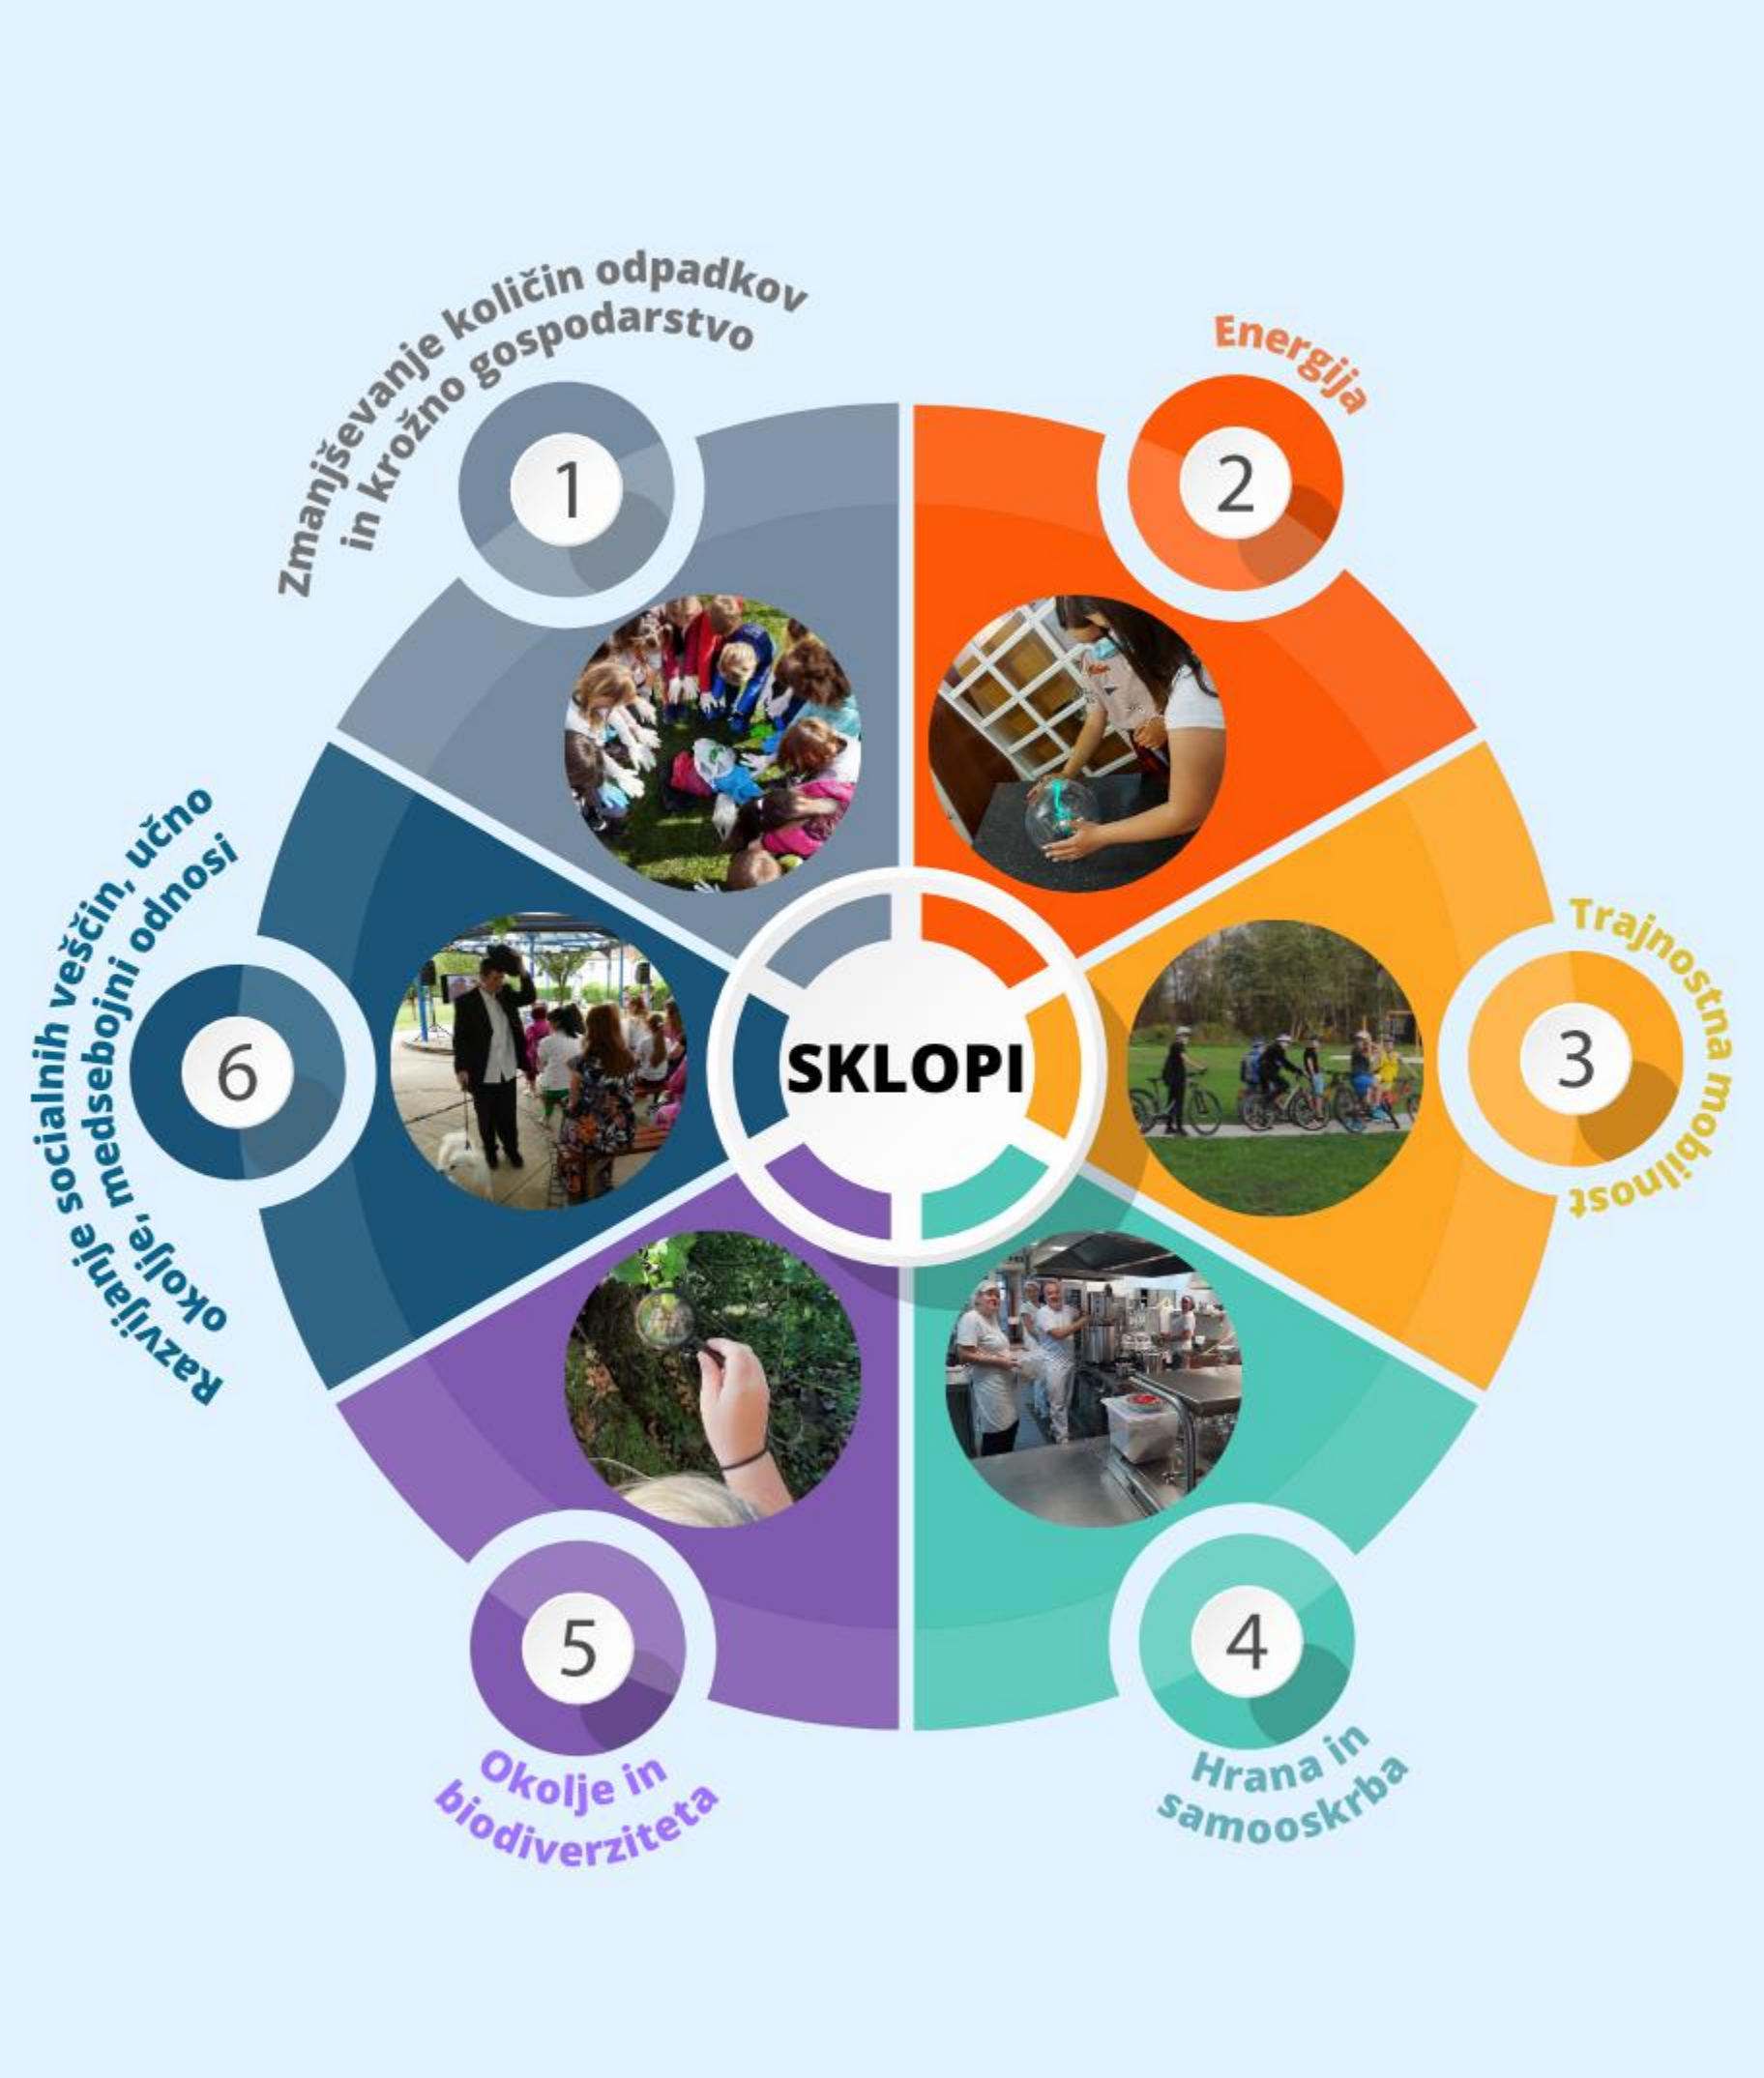 Zmanjševanje količin odpadkov
in krožno gospodarstvo
1
Energija
2
Trajnostna mobilnost
3
Hrana in
samooskrba
4
Okolje in
biodiverziteta
5
Razvijanje socialnih veščin, učno
okolje, medsebojni odnosi
6
SKLOPI